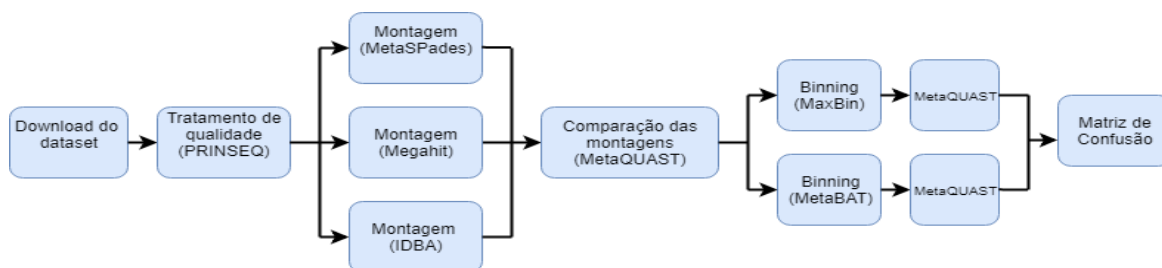 Download do
dataset
Tratamento de
qualidade
(PRINSEQ)
Montagem
(MetaSPades)
Montagem
(Megahit)
Montagem
(IDBA)
Comparação das
montagens
(MetaQUAST)
Binning
(MaxBin)
MetaQUAST
Binning
(MetaBAT)
MetaQUAST
Matriz de
Confusão